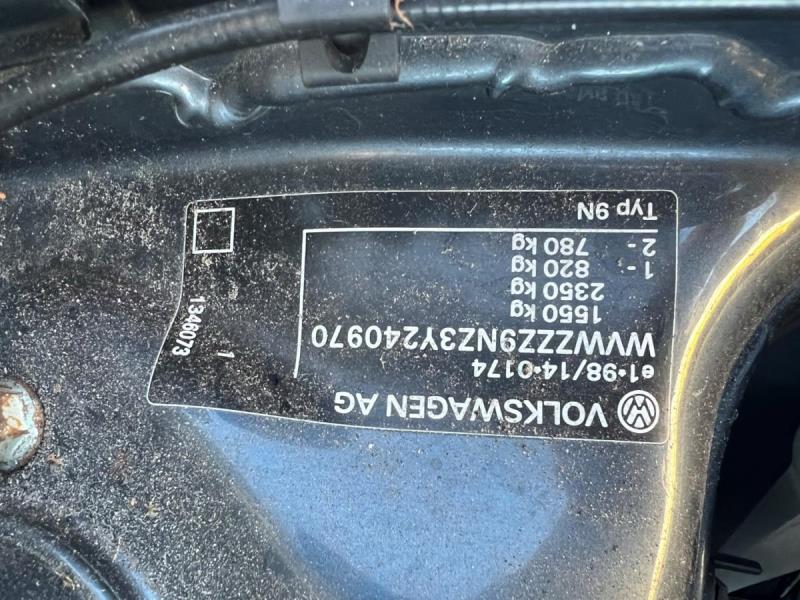 VOLKSWAGEN AG
e1*98/14*0174
WVWZZZ9NZ3Y240970
1550 kg
2350 kg
1- 820 kg
2- 780 kg
Typ 9N
1
1346073